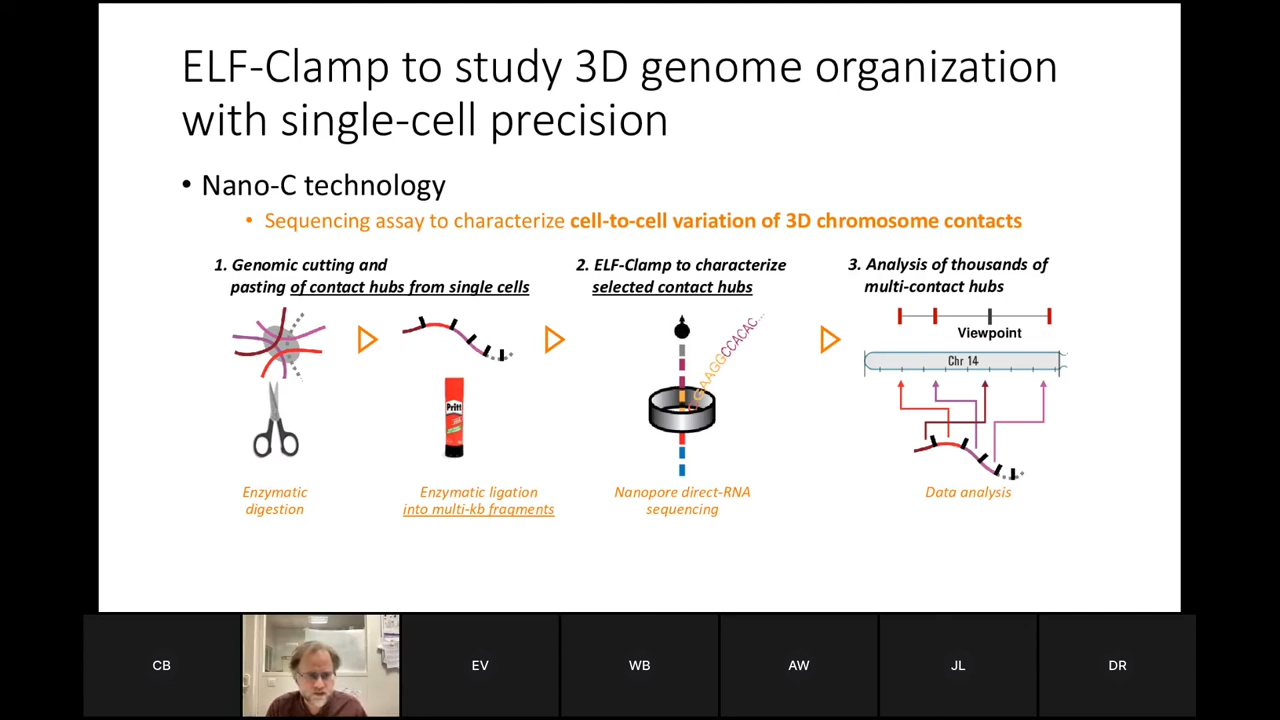 ELF-Clamp to study 3D genome organization
with single-cell precision
• Nano-C technology
• Sequencing assay to characterize cell-to-cell variation of 3D chromosome contacts
1. Genomic cutting and
pasting of contact hubs from single cells
2. ELF-Clamp to characterize
selected contact hubs
3. Analysis of thousands of
multi-contact hubs
Viewpoint
Chr 14
Pritt
GAAGGCCACAC...
Enzymatic
digestion
Enzymatic ligation
into multi-kb fragments
Nanopore direct-RNA
sequencing
Data analysis
CB
EV
WB
AW
JL
DR